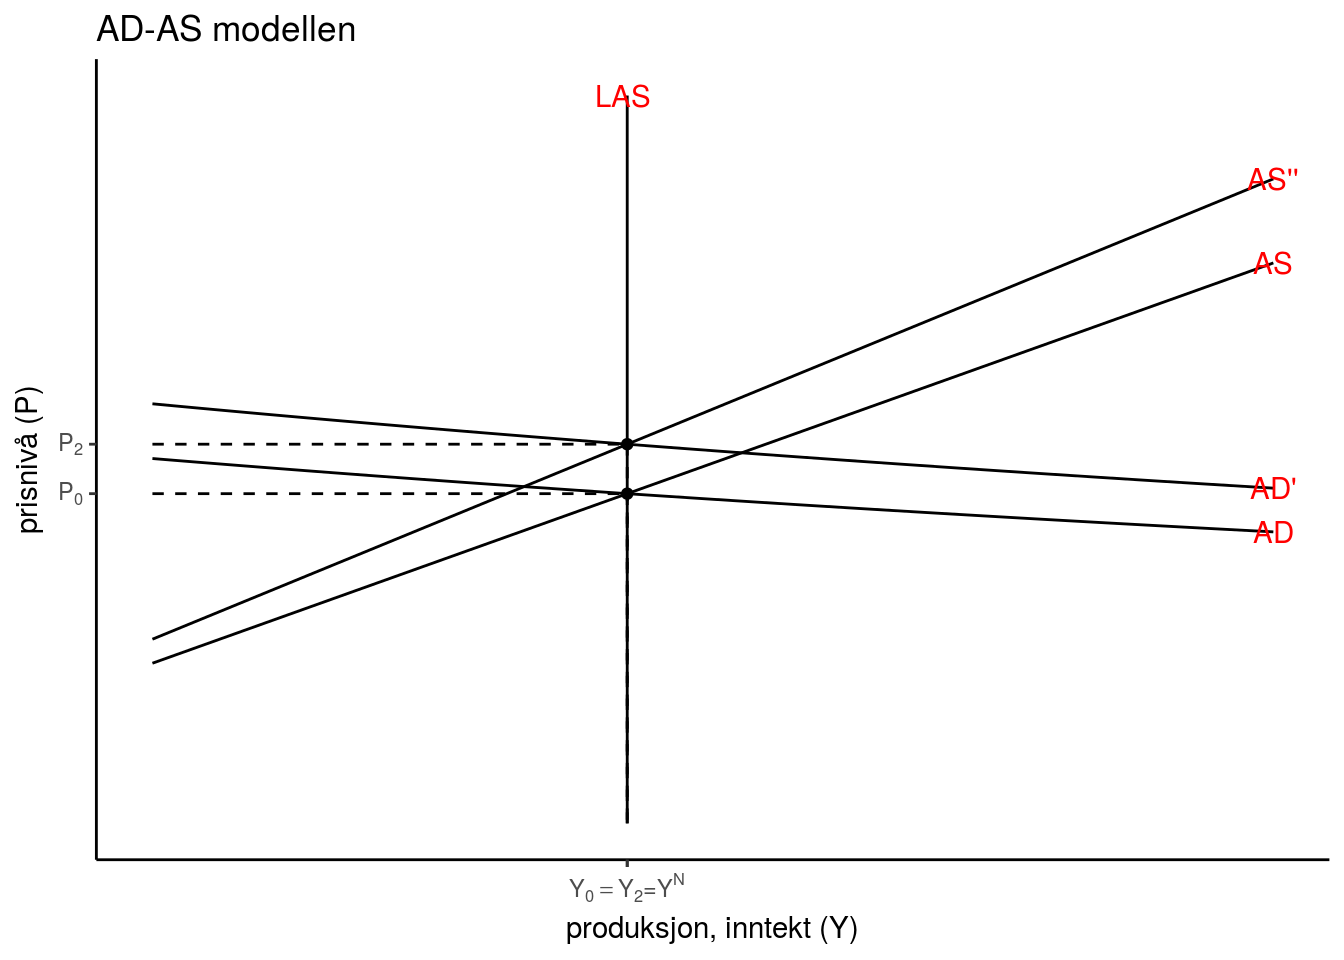 AD-AS modellen
LAS
AS''
AS
P₂
P₀
AD'
AD
prisnivå (P)
Y₀ = Y₂=Yᴺ
produksjon, inntekt (Y)